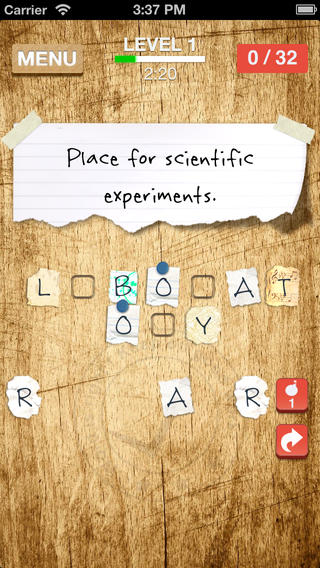 Carrier 3:37 PM
MENU LEVEL 1 0 / 32
2:20
Place for scientific
experiments.
L B O A T
O Y
R A R
1